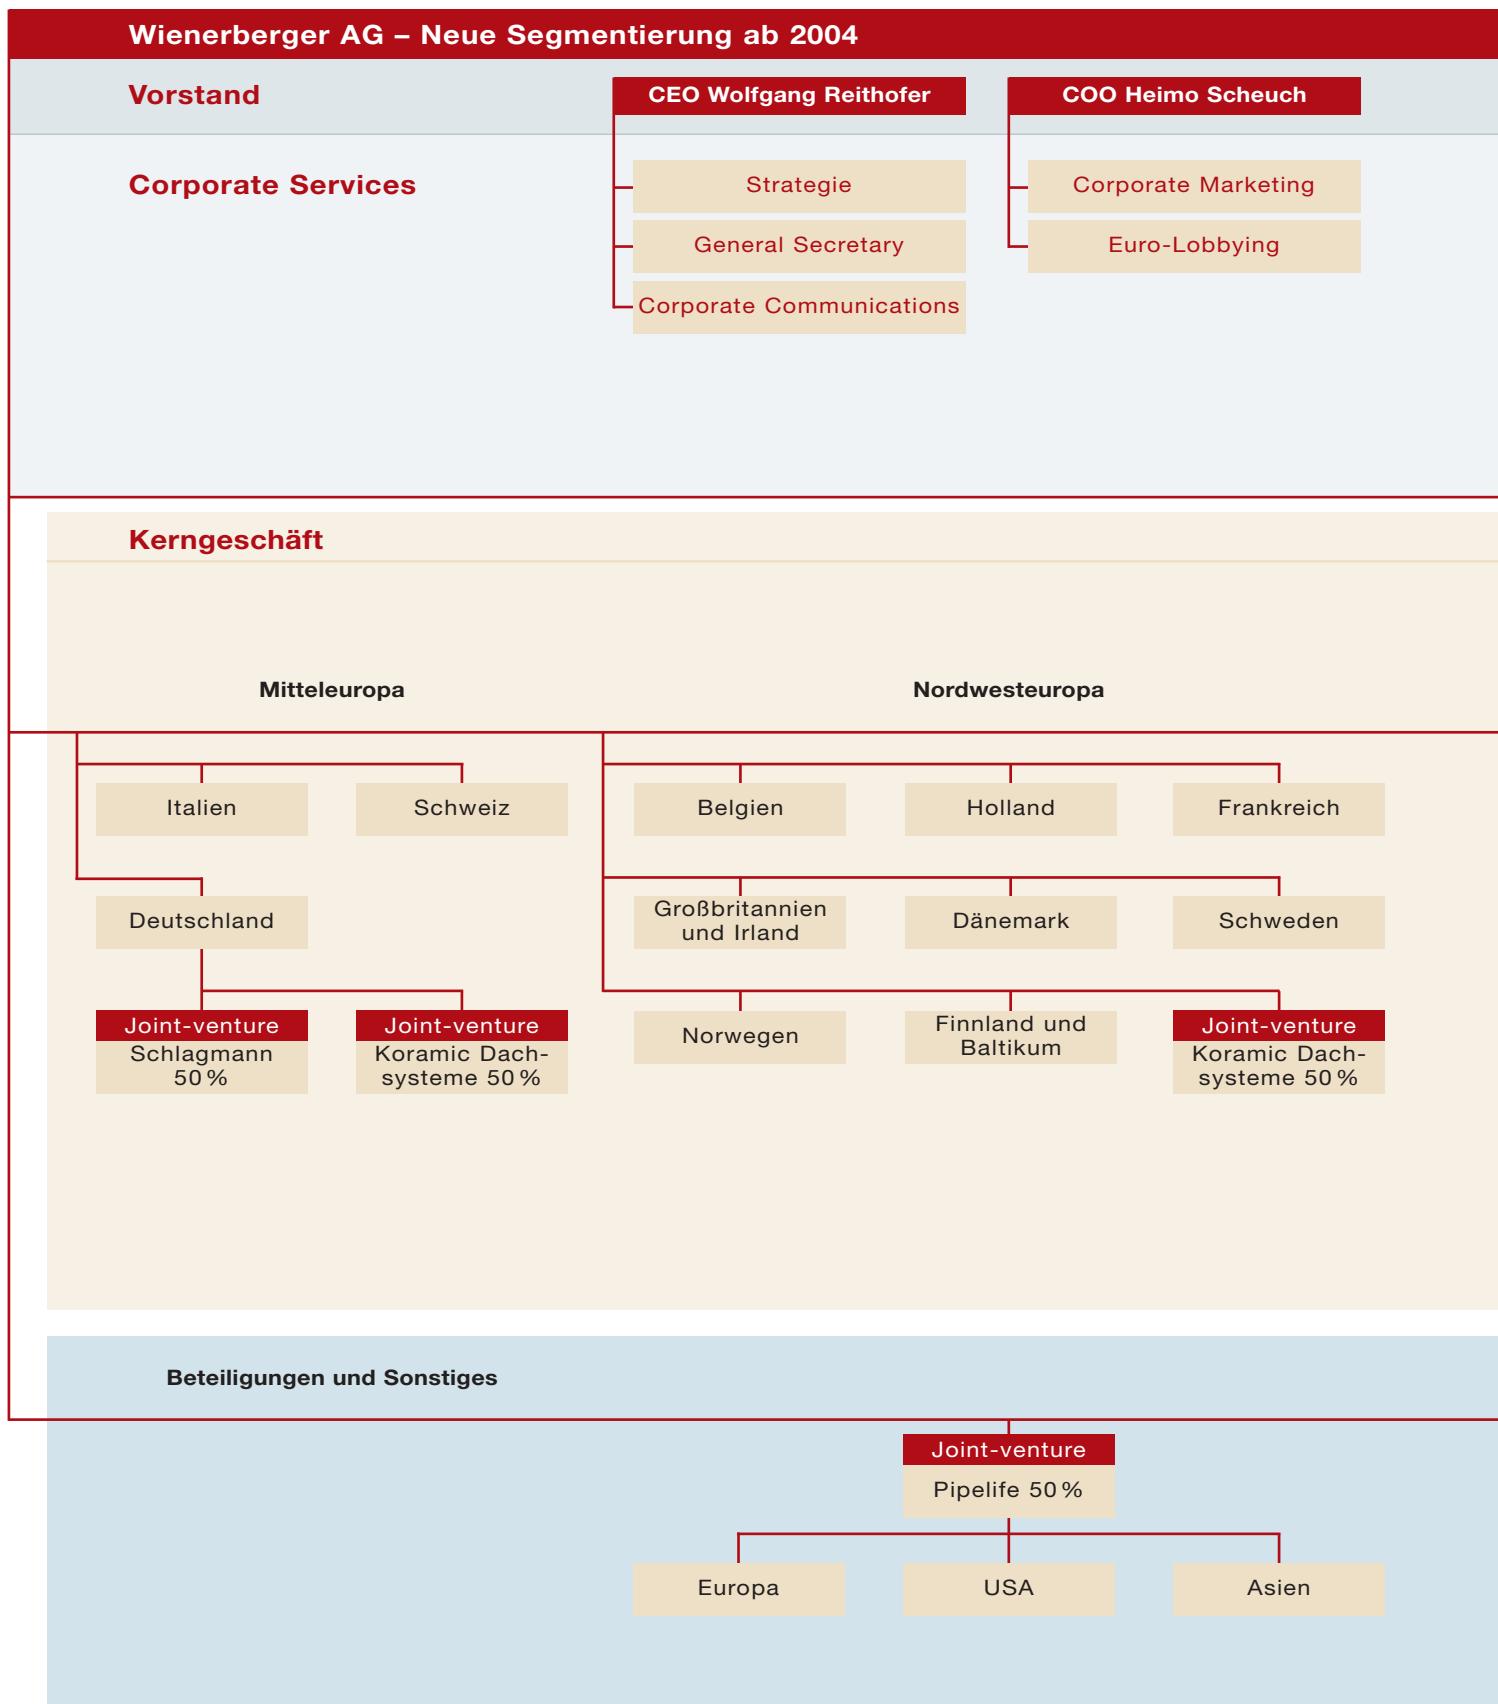 Wienerberger AG – Neue Segmentierung ab 2004
Vorstand
CEO Wolfgang Reithofer
COO Heimo Scheuch
Corporate Services
Strategie
Corporate Marketing
General Secretary
Euro-Lobbying
Corporate Communications
Kerngeschäft
Mitteleuropa
Nordwesteuropa
Italien
Schweiz
Belgien
Holland
Frankreich
Deutschland
Großbritannien
und Irland
Dänemark
Schweden
Joint-venture
Schlagmann
50 %
Joint-venture
Koramic Dach-
systeme 50 %
Norwegen
Finnland und
Baltikum
Joint-venture
Koramic Dach-
systeme 50 %
Beteiligungen und Sonstiges
Joint-venture
Pipelife 50 %
Europa
USA
Asien